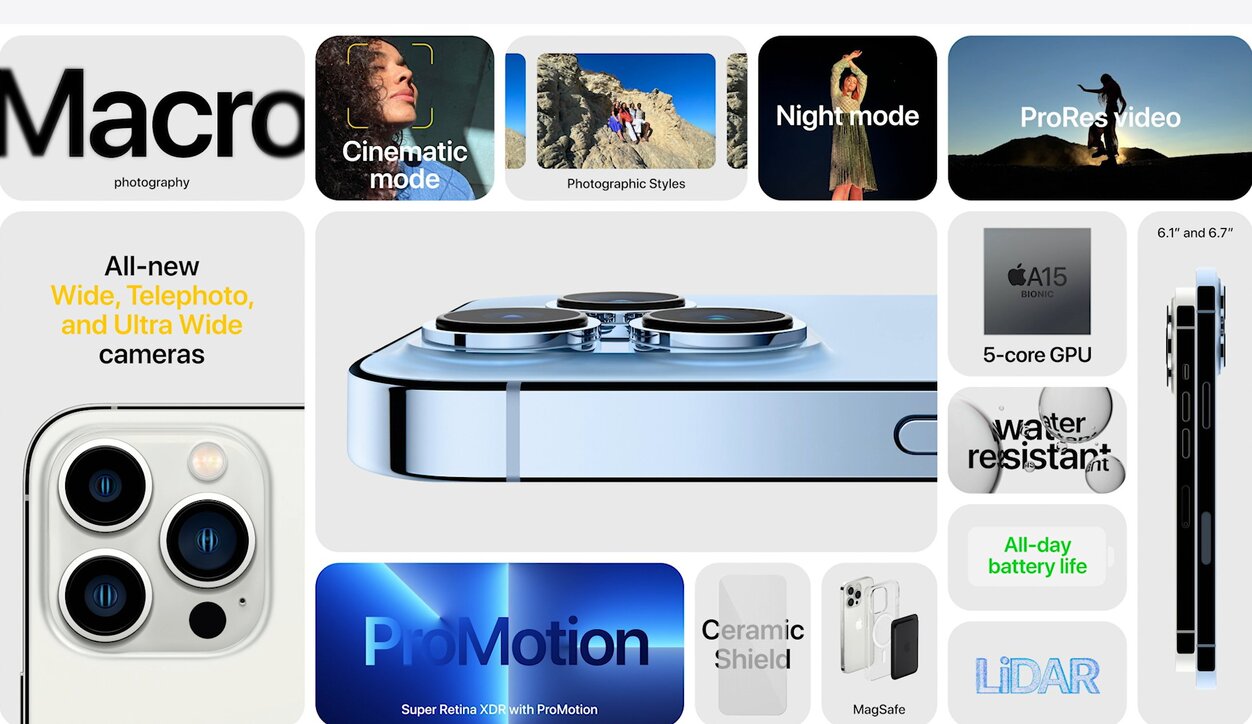 Macro
photography
Cinematic
mode
Photographic Styles
Night mode
ProRes video
All-new
Wide, Telephoto,
and Ultra Wide
cameras
A15
BIONIC
5-core GPU
6.1” and 6.7”
water
resistant
All-day
battery life
ProMotion
Super Retina XDR with ProMotion
Ceramic
Shield
MagSafe
LiDAR